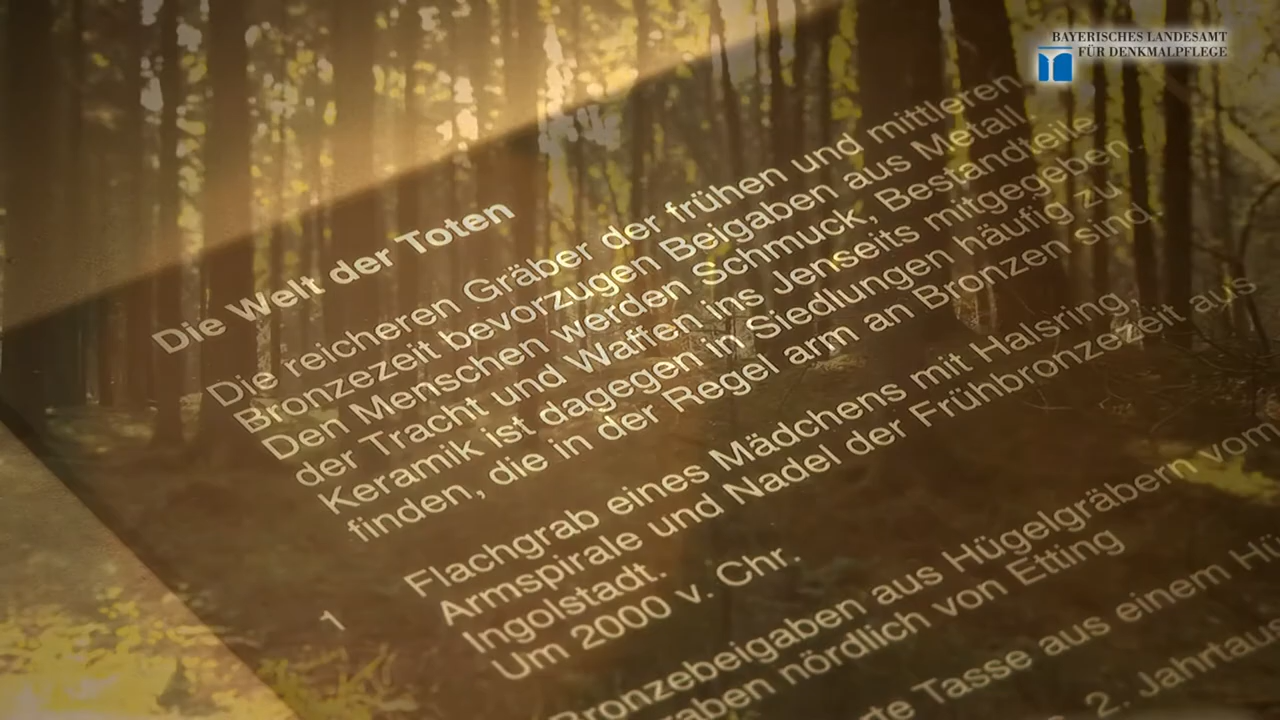 BAYERISCHES LANDESAMT
FÜR DENKMALPFLEGE
Die Welt der Toten
Die reicheren Gräber der frühen und mittleren
Bronzezeit bevorzugen Beigaben aus Metall.
Den Menschen werden Schmuck, Bestandteile
der Tracht und Waffen ins Jenseits mitgegeben.
Keramik ist dagegen in Siedlungen häufig zu
finden, die in der Regel arm an Bronzen sind.
1 Flachgrab eines Mädchens mit Halsring,
Armspirale und Nadel der Frühbronzezeit aus
Ingolstadt.
Um 2000 v. Chr.
Bronzebeigaben aus Hügelgräbern vom
nördlich von Etting
Tasse aus einem
2.